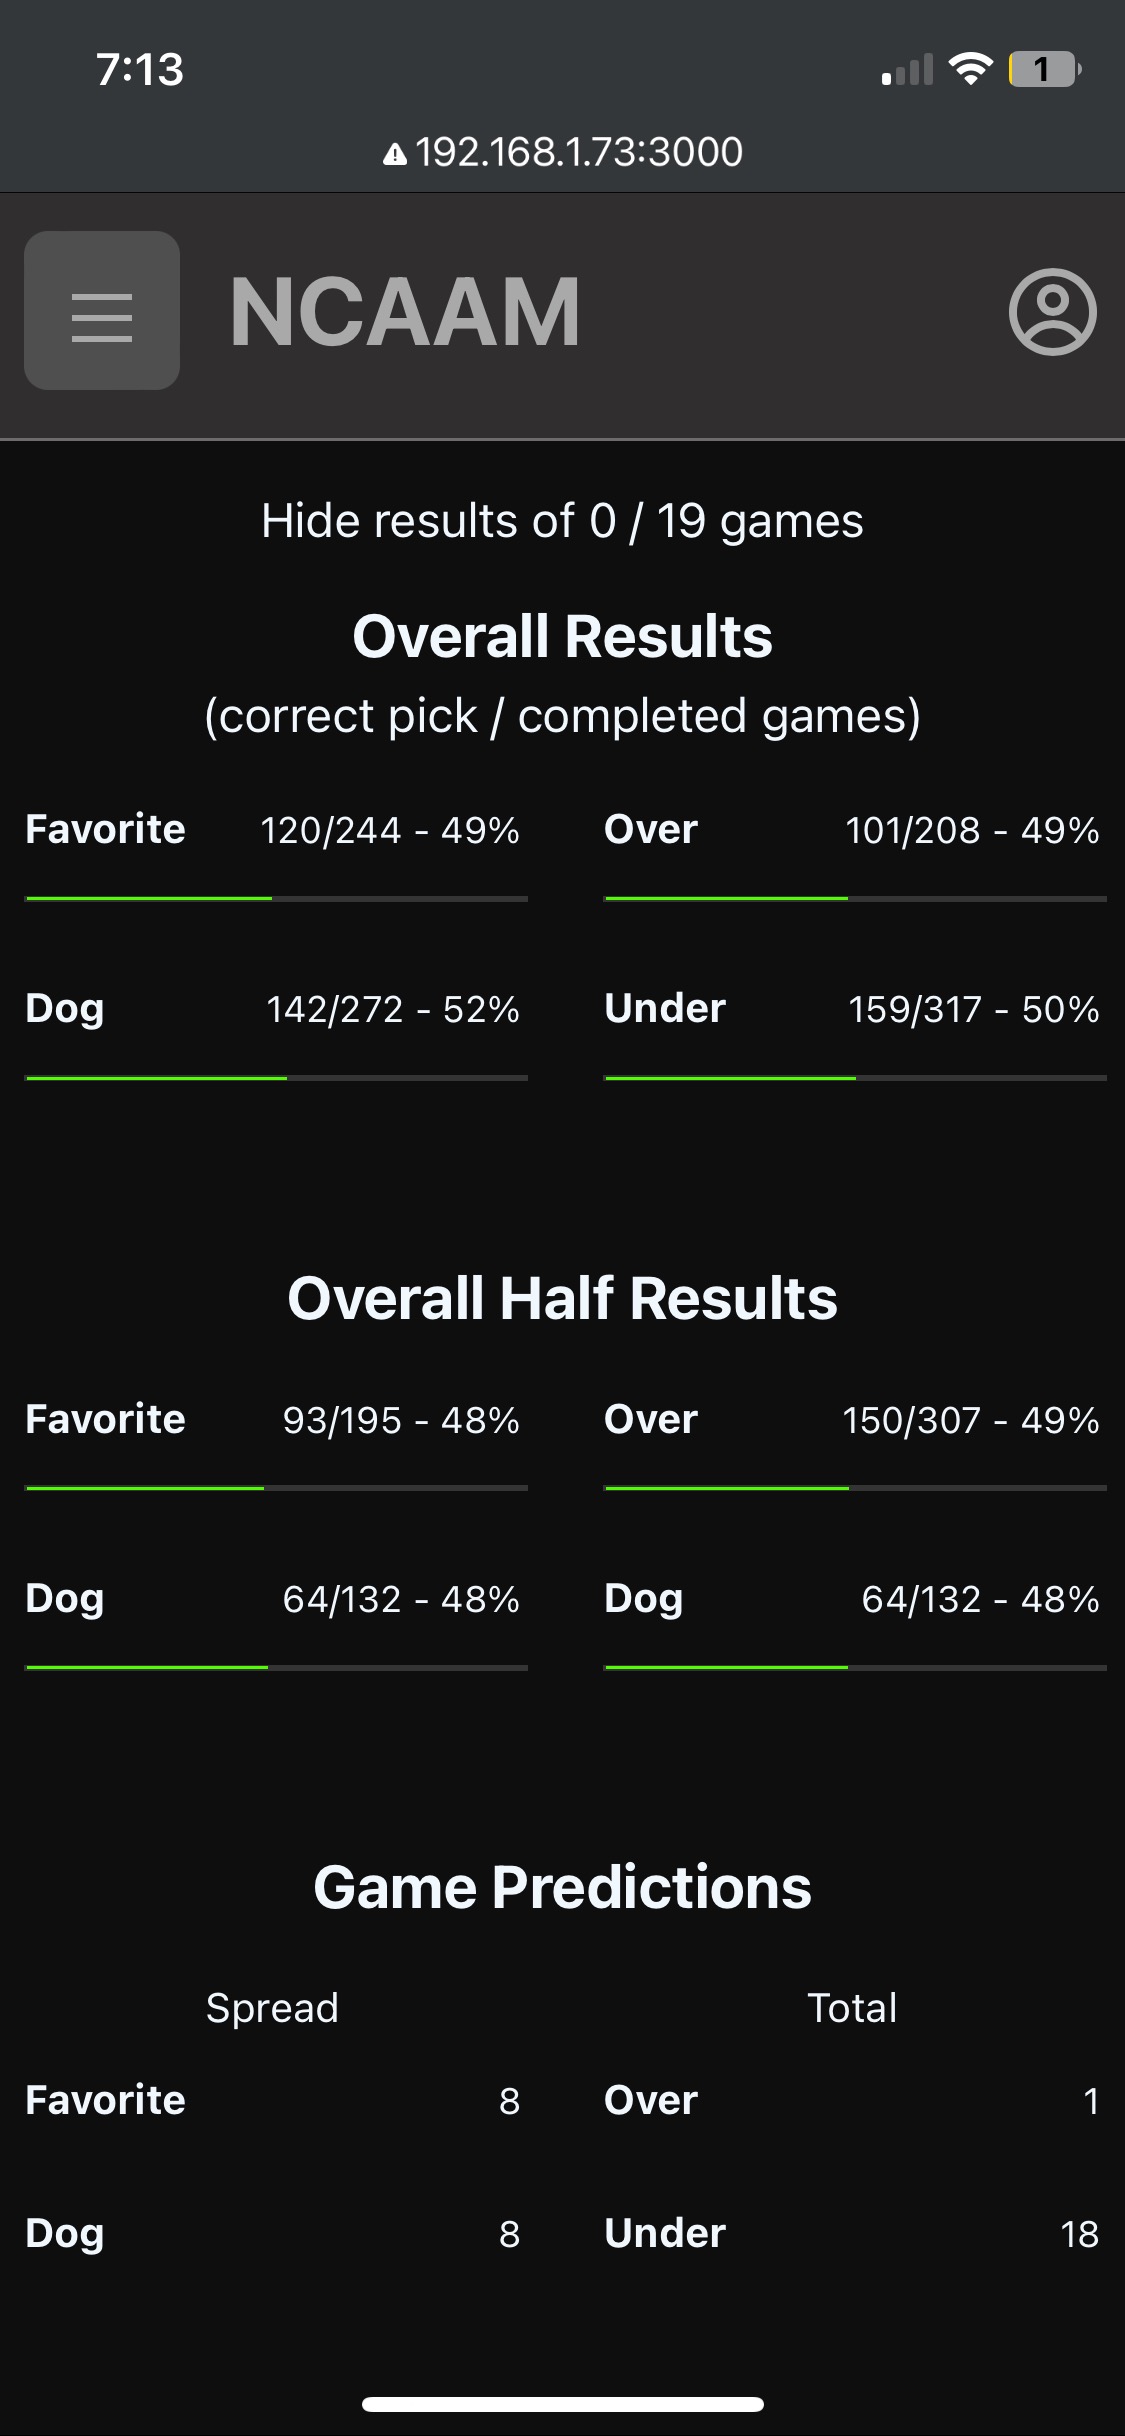 7:13
1
192.168.1.73:3000
NCAAM
Hide results of 0 / 19 games
Overall Results
(correct pick / completed games)
Favorite 120/244 - 49% Over 101/208 - 49%
Dog 142/272 - 52% Under 159/317 - 50%
Overall Half Results
Favorite 93/195 - 48% Over 150/307 - 49%
Dog 64/132 - 48% Dog 64/132 - 48%
Game Predictions
Spread Total
Favorite 8 Over 1
Dog 8 Under 18